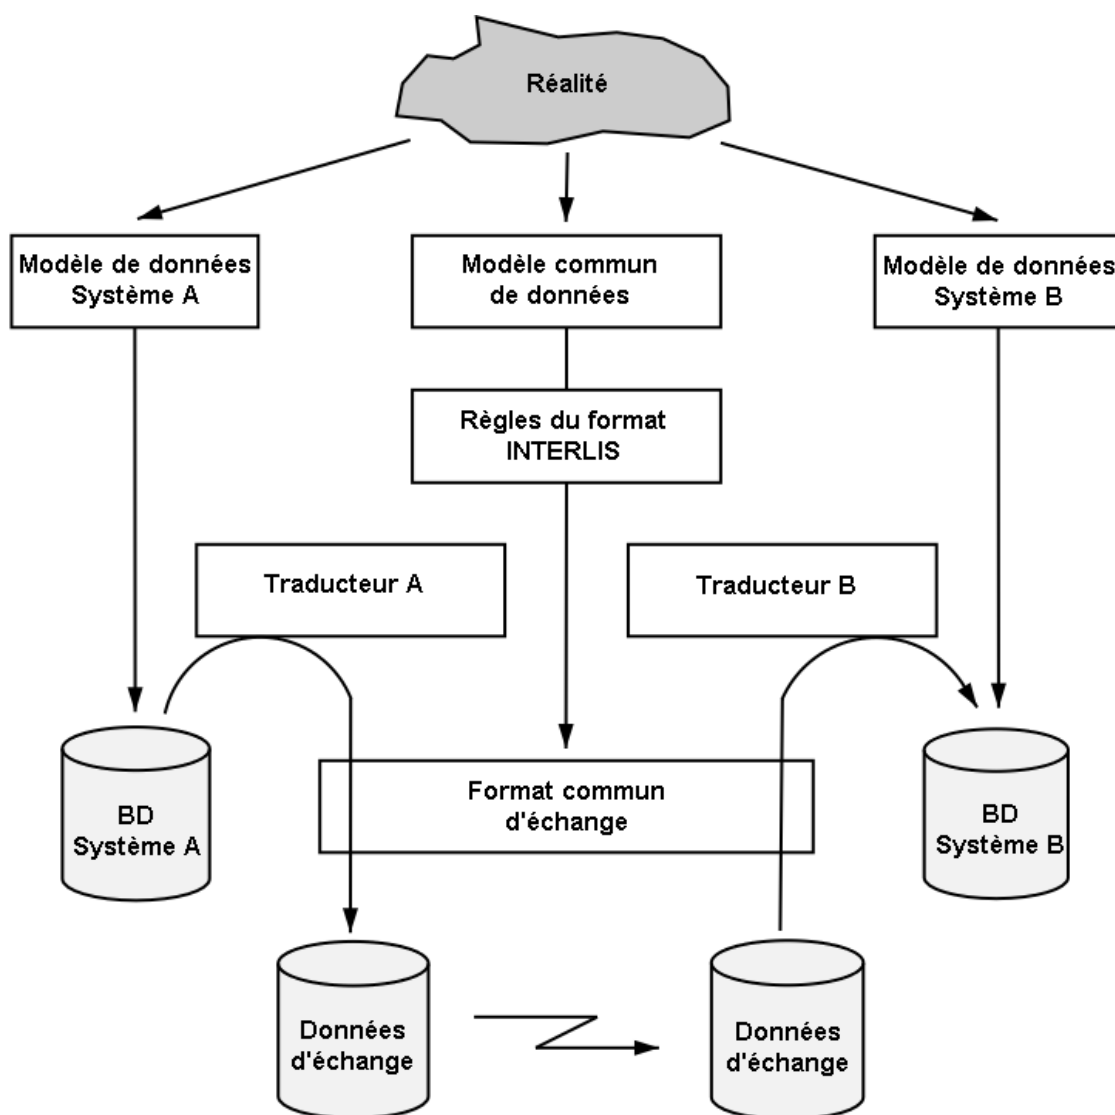 Réalité
Modèle de données
Système A
Modèle commun
de données
Modèle de données
Système B
Règles du format
INTERLIS
Traducteur A
Traducteur B
BD
Système A
Format commun
d'échange
BD
Système B
Données
d'échange
Données
d'échange